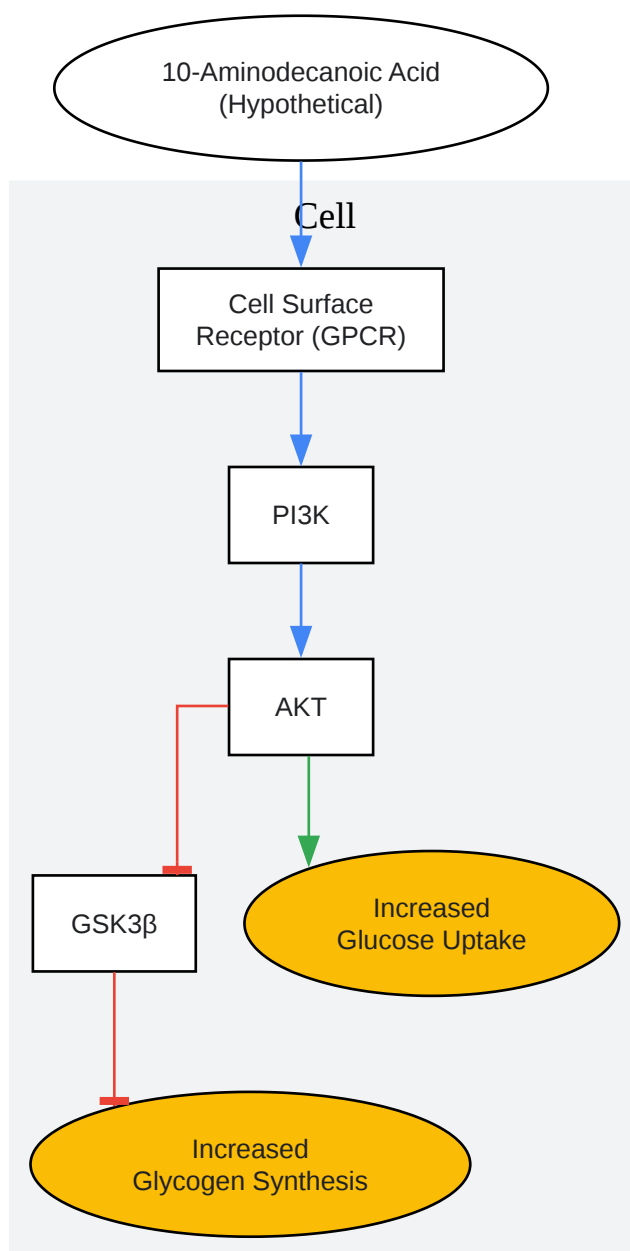 10-Aminodecanoic Acid
(Hypothetical)
Cell
Cell Surface
Receptor (GPCR)
PI3K
AKT
GSK3β
Increased
Glucose Uptake
Increased
Glycogen Synthesis